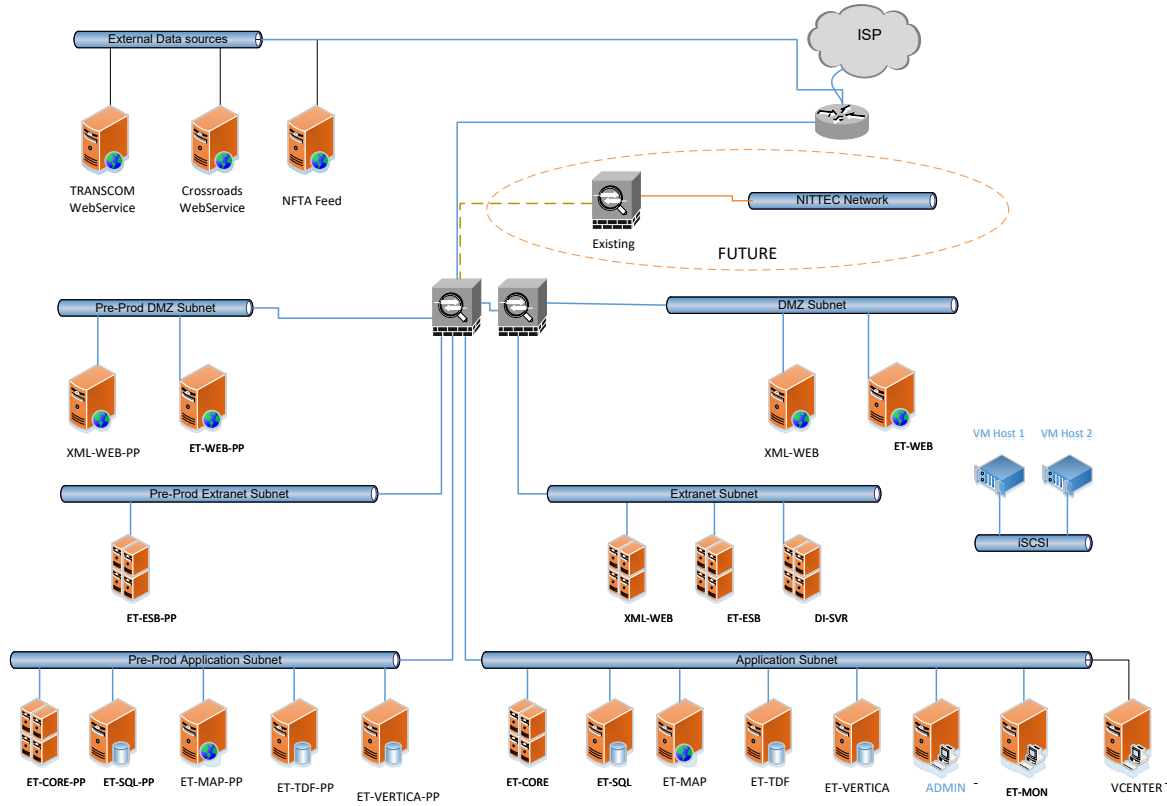 External Data sources
ISP
TRANSCOM
WebService
Crossroads
WebService
NFTA Feed
Existing
NITTEC Network
FUTURE
Pre-Prod DMZ Subnet
DMZ Subnet
XML-WEB-PP
ET-WEB-PP
XML-WEB
ET-WEB
VM Host 1
VM Host 2
Pre-Prod Extranet Subnet
Extranet Subnet
iSCSI
ET-ESB-PP
XML-WEB
ET-ESB
DI-SVR
Pre-Prod Application Subnet
Application Subnet
ET-CORE-PP
ET-SQL-PP
ET-MAP-PP
ET-TDF-PP
ET-VERTICA-PP
ET-CORE
ET-SQL
ET-MAP
ET-TDF
ET-VERTICA
ADMIN
ET-MON
VCENTER